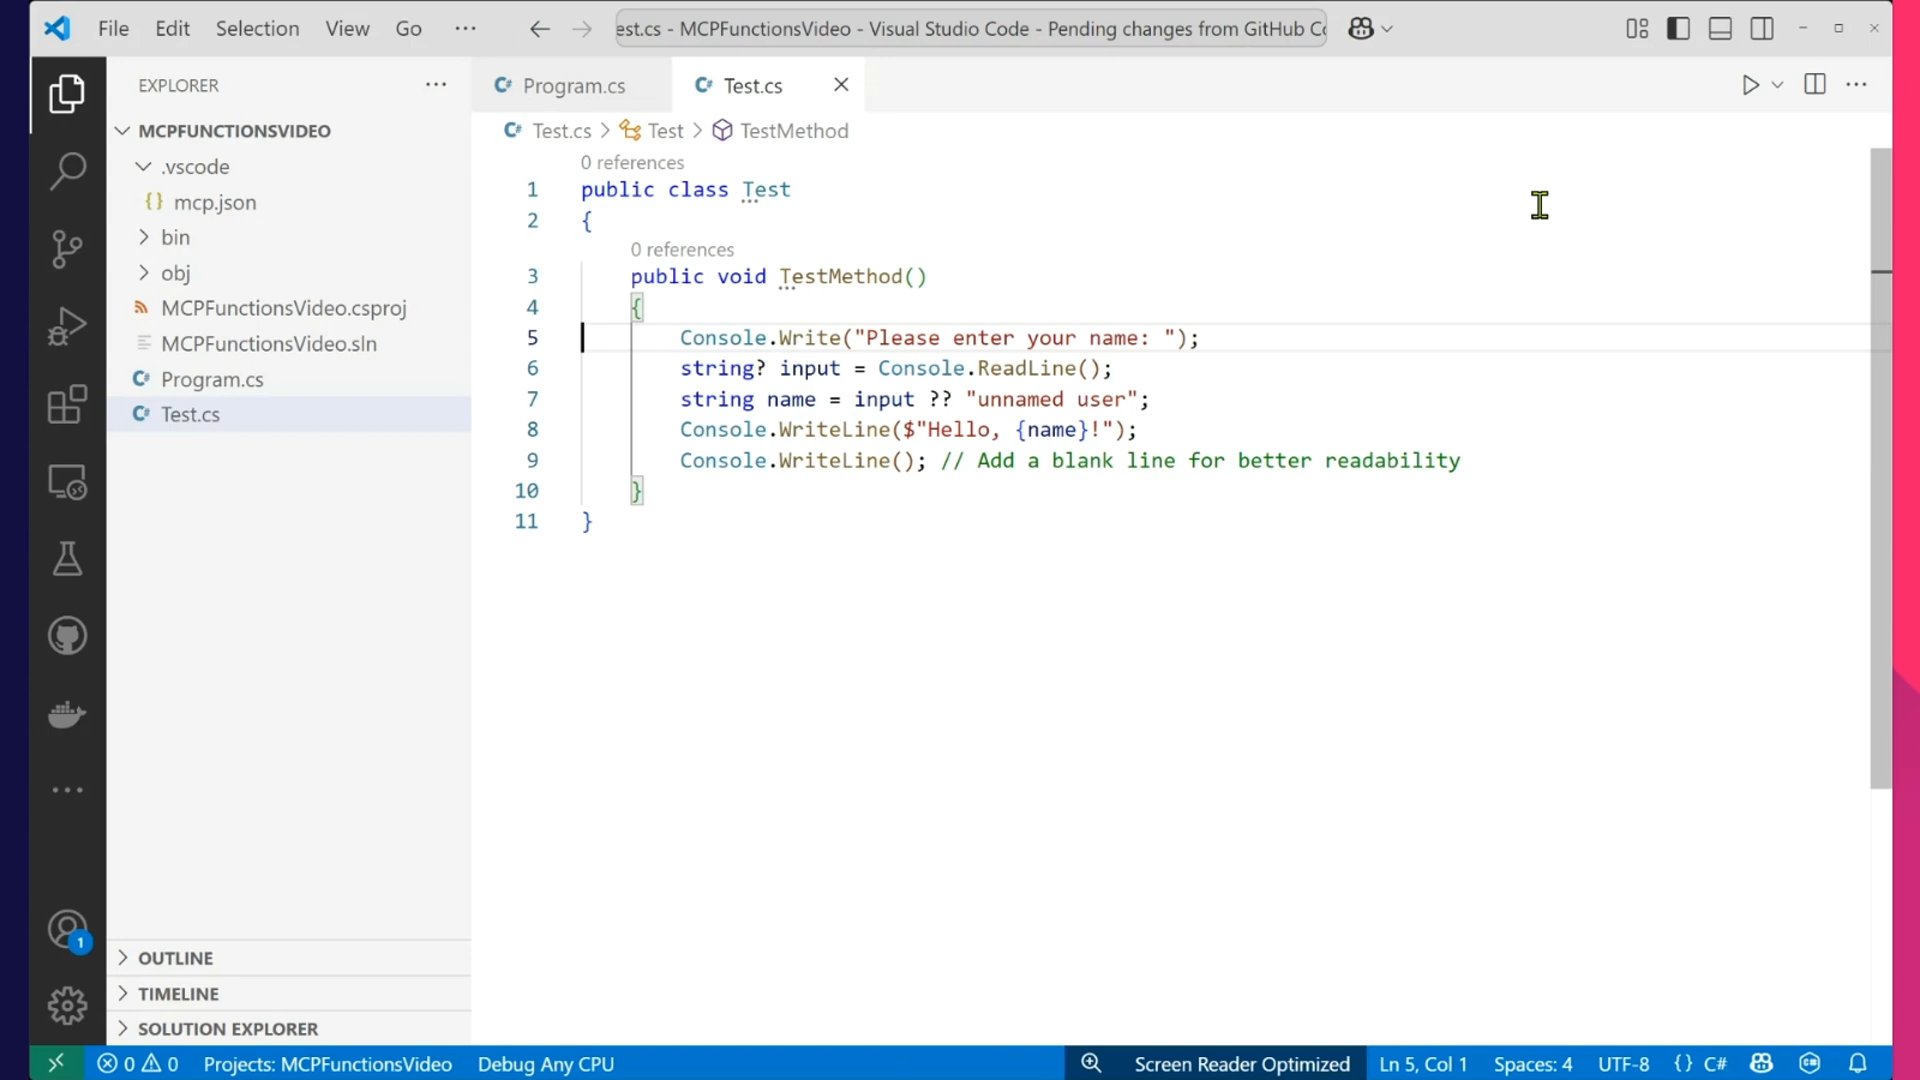 File Edit Selection View Go ··· est.cs - MCPFunctionsVideo - Visual Studio Code - Pending changes from GitHub C
EXPLORER ···
MCPFUNCTIONSVIDEO
.vscode
{} mcp.json
bin
obj
MCPFunctionsVideo.csproj
MCPFunctionsVideo.sln
C# Program.cs
C# Test.cs
OUTLINE
TIMELINE
SOLUTION EXPLORER
1
C# Program.cs C# Test.cs
C# Test.cs > Test > TestMethod
0 references
1 public class Test
2 {
0 references
3 public void TestMethod()
4 {
5 Console.Write("Please enter your name: ");
6 string? input = Console.ReadLine();
7 string name = input ?? "unnamed user";
8 Console.WriteLine($"Hello, {name}!");
9 Console.WriteLine(); // Add a blank line for better readability
10 }
11 }
0 0 Projects: MCPFunctionsVideo Debug Any CPU Screen Reader Optimized Ln 5, Col 1 Spaces: 4 UTF-8 {} C#